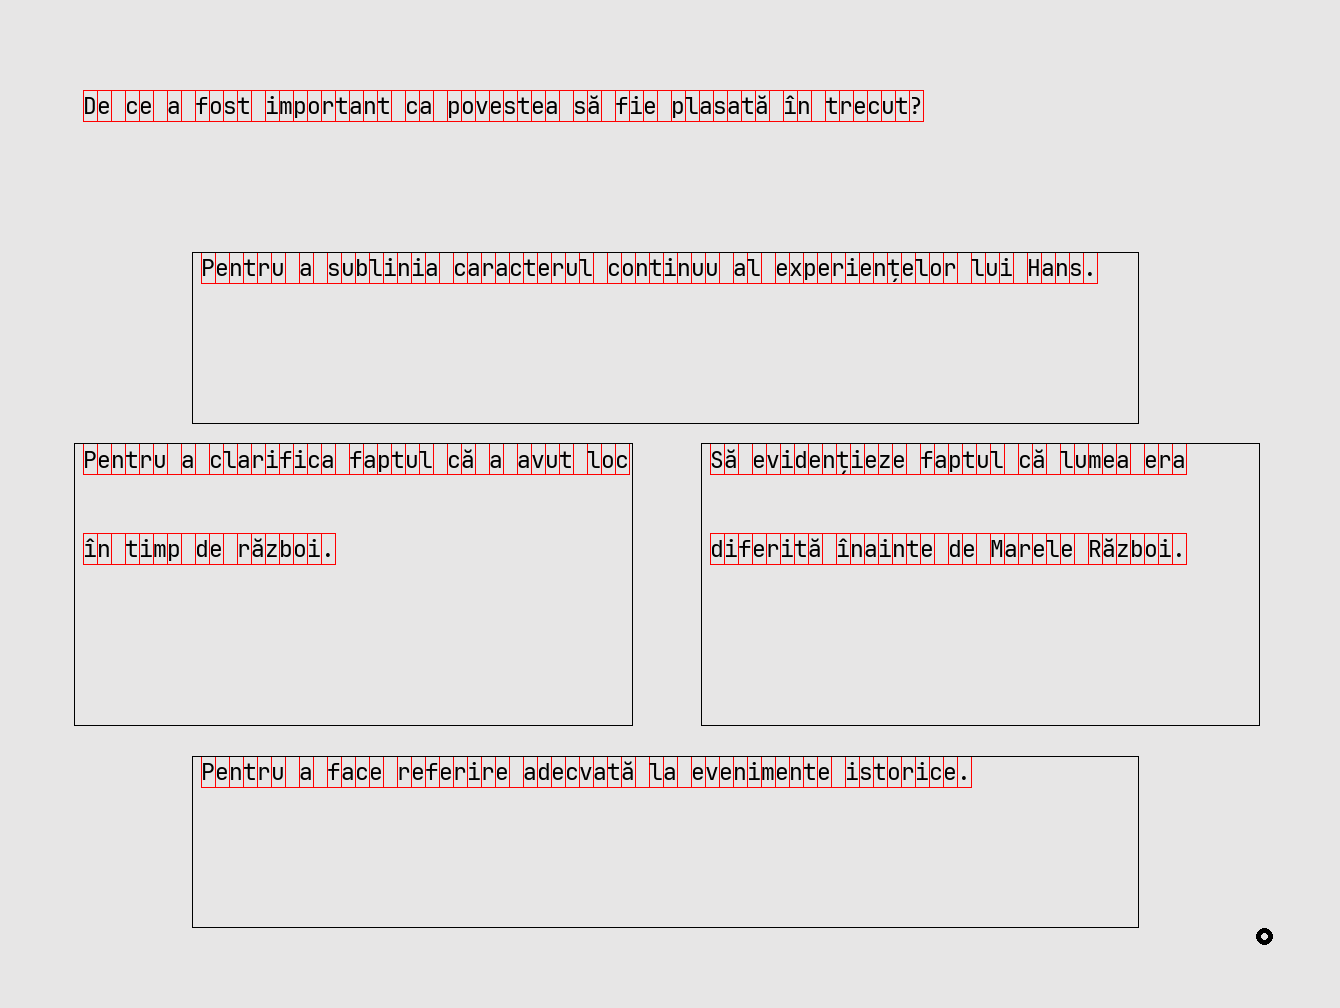 De ce a fost important ca povestea să fie plasată în trecut?
Pentru a sublinia caracterul continuu al experiențelor lui Hans.
Pentru a clarifica faptul că a avut loc
în timp de război.
Să evidențieze faptul că lumea era
diferită înainte de Marele Război.
Pentru a face referire adecvată la evenimente istorice.